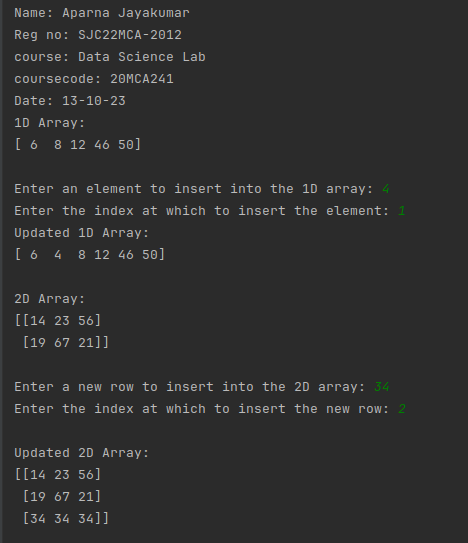 Name: Aparna Jayakumar
Reg no: SJC22MCA-2012
course: Data Science Lab
coursecode: 20MCA241
Date: 13-10-23
1D Array:
[ 6  8 12 46 50]
Enter an element to insert into the 1D array: 4
Enter the index at which to insert the element: 1
Updated 1D Array:
[ 6  4  8 12 46 50]
2D Array:
[[14 23 56]
 [19 67 21]]
Enter a new row to insert into the 2D array: 34
Enter the index at which to insert the new row: 2
Updated 2D Array:
[[14 23 56]
 [19 67 21]
 [34 34 34]]